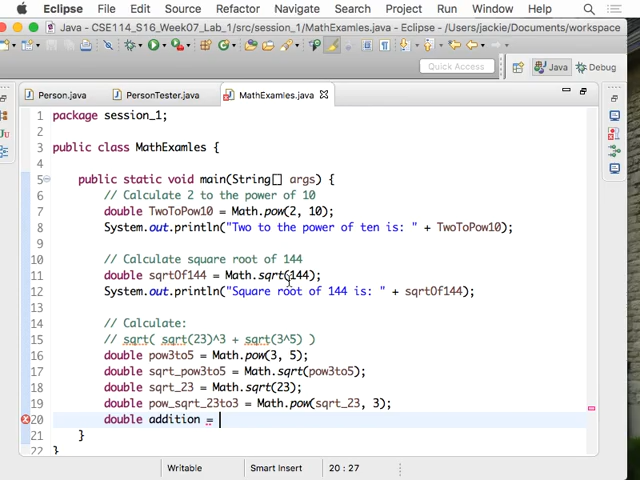 Eclipse File Edit Source Refactor Navigate Search Project Run Window Help
Java - CSE114_S16_Week07_Lab_1/src/session_1/MathExamles.java - Eclipse - /Users/jackie/Documents/workspace
Quick Access Java Debug
Person.java PersonTester.java MathExamles.java
1 package session_1;
2
3 public class MathExamles {
4
5 public static void main(String[] args) {
6 // Calculate 2 to the power of 10
7 double TwoToPow10 = Math.pow(2, 10);
8 System.out.println("Two to the power of ten is: " + TwoToPow10);
9
10 // Calculate square root of 144
11 double sqrtOf144 = Math.sqrt(144);
12 System.out.println("Square root of 144 is: " + sqrtOf144);
13
14 // Calculate:
15 // sqrt( sqrt(23)^3 + sqrt(3^5) )
16 double pow3to5 = Math.pow(3, 5);
17 double sqrt_pow3to5 = Math.sqrt(pow3to5);
18 double sqrt_23 = Math.sqrt(23);
19 double pow_sqrt_23to3 = Math.pow(sqrt_23, 3);
20 double addition =
21 }
22 }
Writable Smart Insert 20 : 27